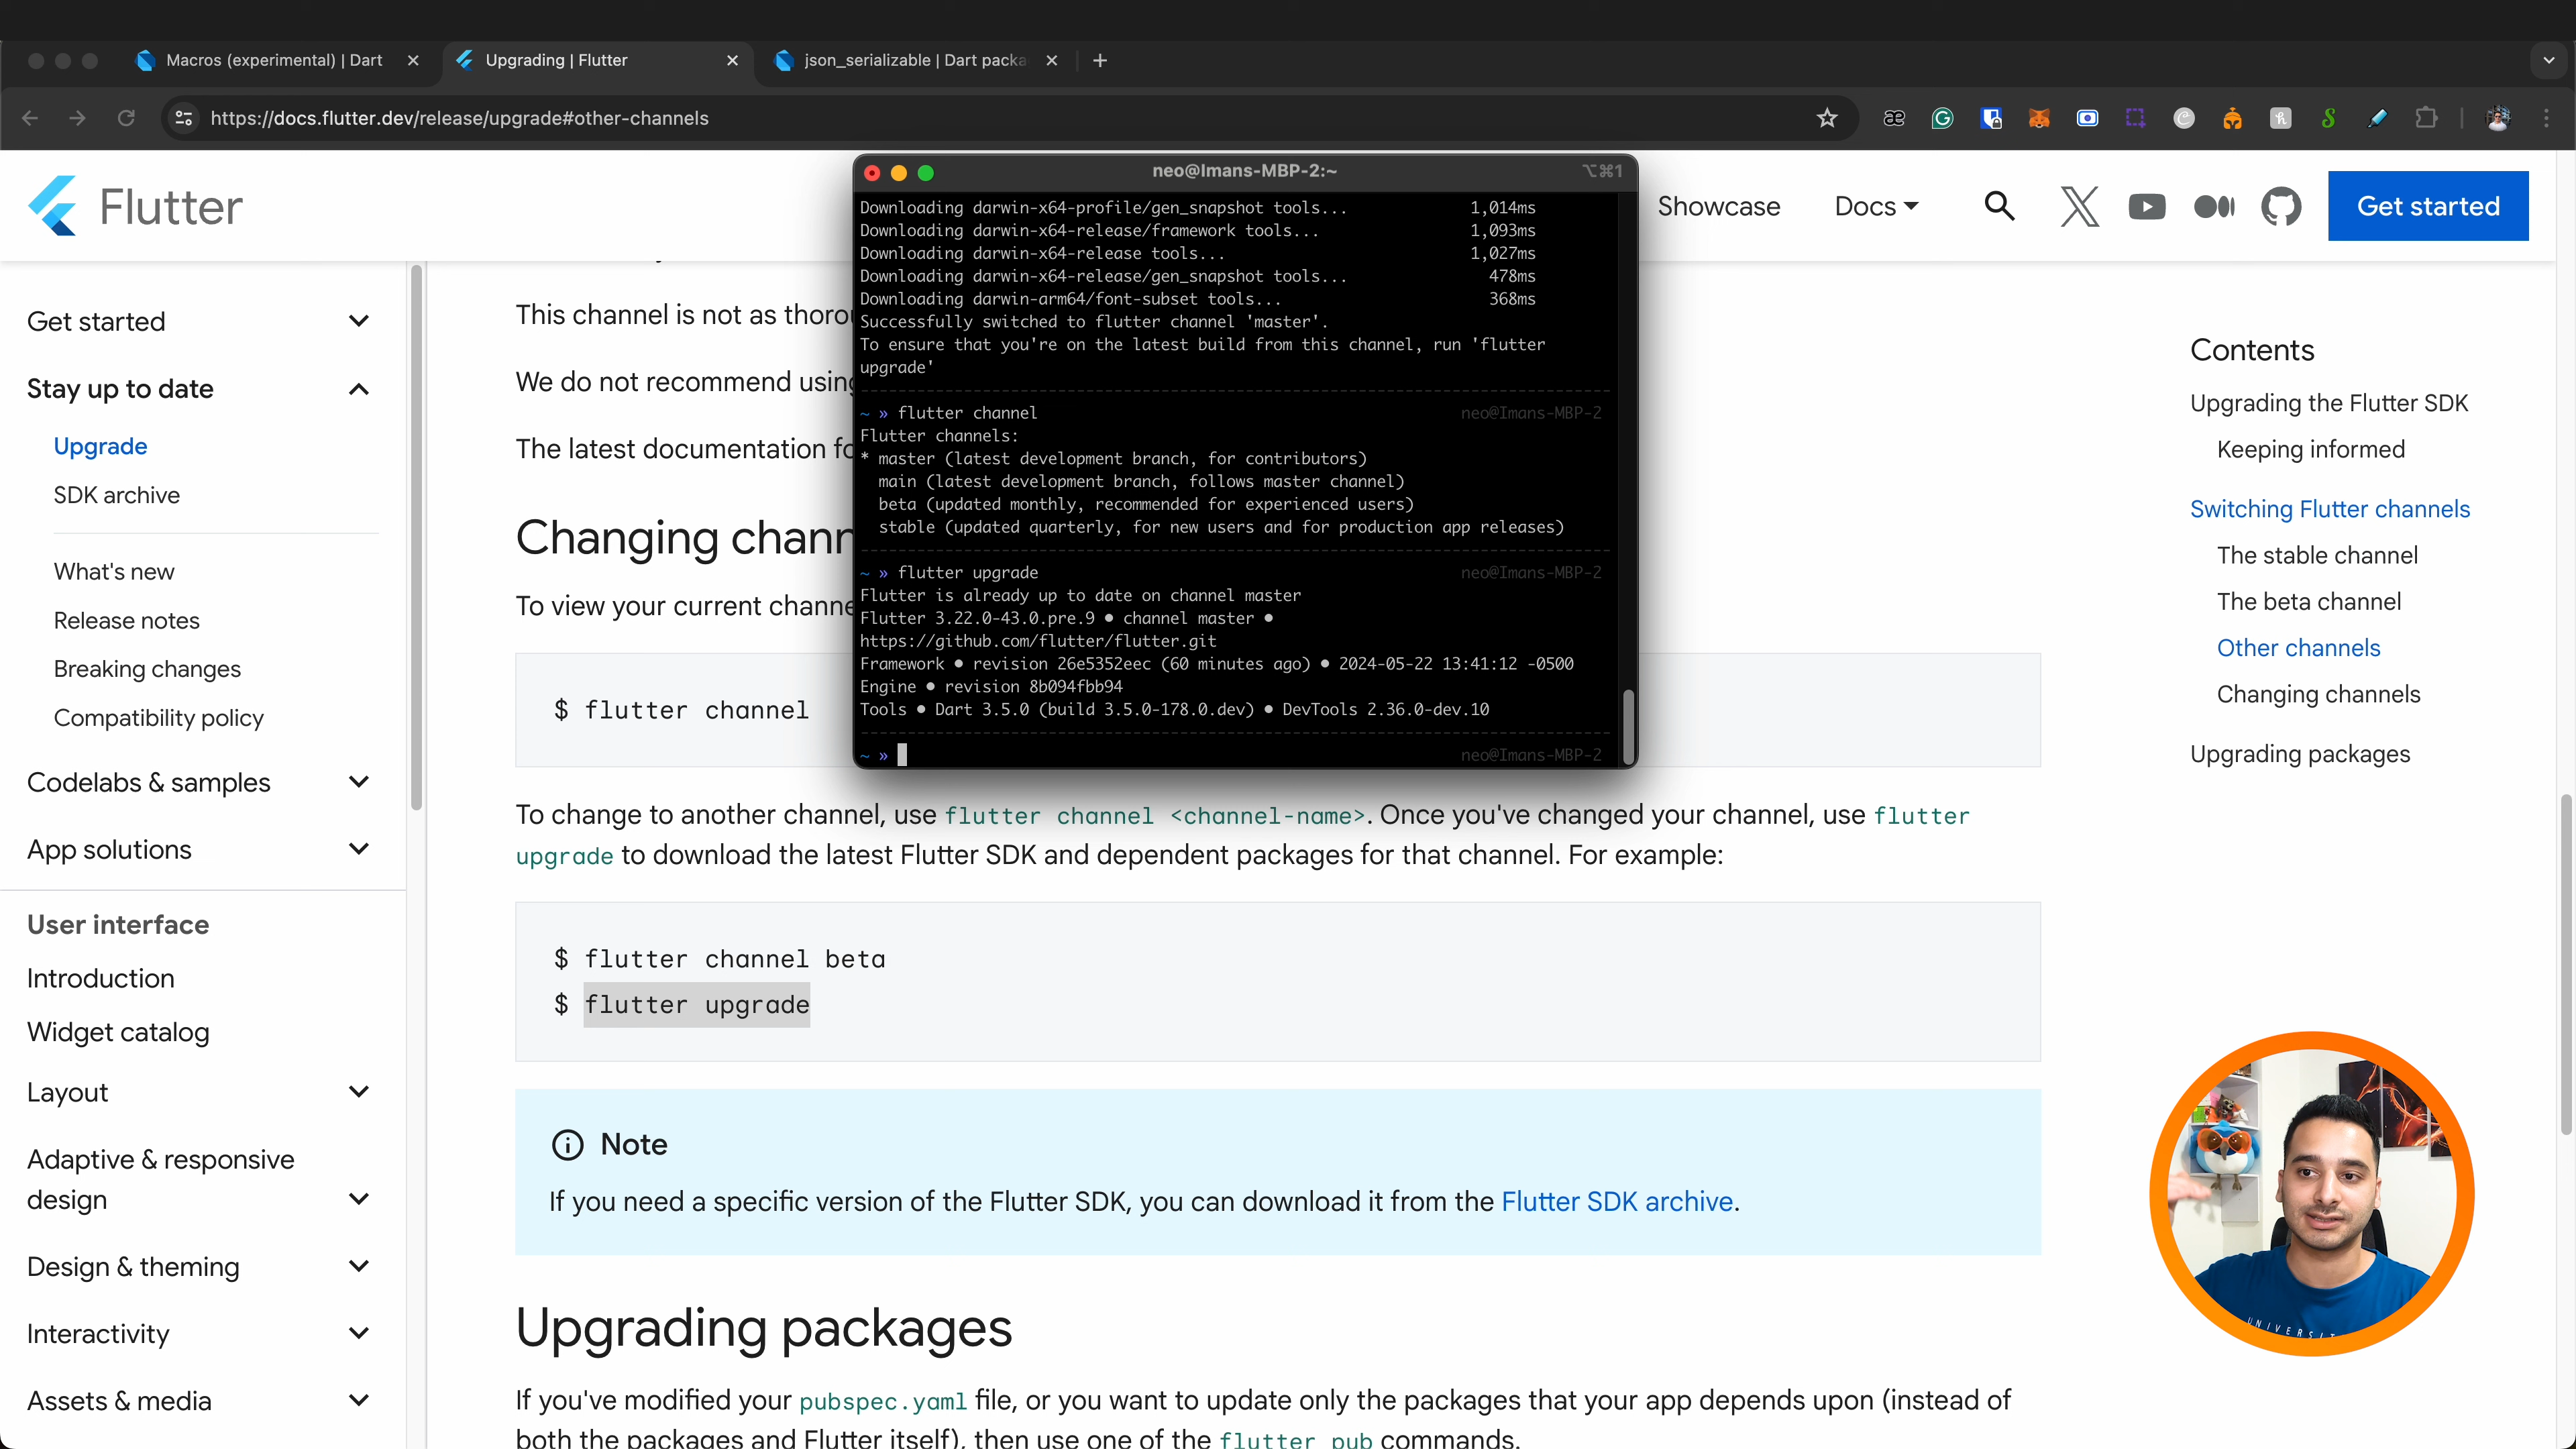 Macros (experimental) | Dart
Upgrading | Flutter
json_serializable | Dart packa
https://docs.flutter.dev/release/upgrade#other-channels
Flutter
Showcase
Docs
Get started
Get started
Stay up to date
Upgrade
SDK archive
What's new
Release notes
Breaking changes
Compatibility policy
Codelabs & samples
App solutions
User interface
Introduction
Widget catalog
Layout
Adaptive & responsive
design
Design & theming
Interactivity
Assets & media
This channel is not as thorou
We do not recommend using
The latest documentation fo
Changing chann
To view your current channe
$ flutter channel
neo@Imans-MBP-2:~
⌥⌘1
Downloading darwin-x64-profile/gen_snapshot tools... 1,014ms
Downloading darwin-x64-release/framework tools... 1,093ms
Downloading darwin-x64-release tools... 1,027ms
Downloading darwin-x64-release/gen_snapshot tools... 478ms
Downloading darwin-arm64/font-subset tools... 368ms
Successfully switched to flutter channel 'master'.
To ensure that you're on the latest build from this channel, run 'flutter
upgrade'
~ » flutter channel neo@Imans-MBP-2
Flutter channels:
* master (latest development branch, for contributors)
main (latest development branch, follows master channel)
beta (updated monthly, recommended for experienced users)
stable (updated quarterly, for new users and for production app releases)
~ » flutter upgrade neo@Imans-MBP-2
Flutter is already up to date on channel master
Flutter 3.22.0-43.0.pre.9 • channel master •
https://github.com/flutter/flutter.git
Framework • revision 26e5352eec (60 minutes ago) • 2024-05-22 13:41:12 -0500
Engine • revision 8b094fbb94
Tools • Dart 3.5.0 (build 3.5.0-178.0.dev) • DevTools 2.36.0-dev.10
~ » neo@Imans-MBP-2
To change to another channel, use flutter channel <channel-name>. Once you've changed your channel, use flutter
upgrade to download the latest Flutter SDK and dependent packages for that channel. For example:
$ flutter channel beta
$ flutter upgrade
Note
If you need a specific version of the Flutter SDK, you can download it from the Flutter SDK archive.
Upgrading packages
If you've modified your pubspec.yaml file, or you want to update only the packages that your app depends upon (instead of
both the packages and Flutter itself), then use one of the flutter pub commands.
Contents
Upgrading the Flutter SDK
Keeping informed
Switching Flutter channels
The stable channel
The beta channel
Other channels
Changing channels
Upgrading packages